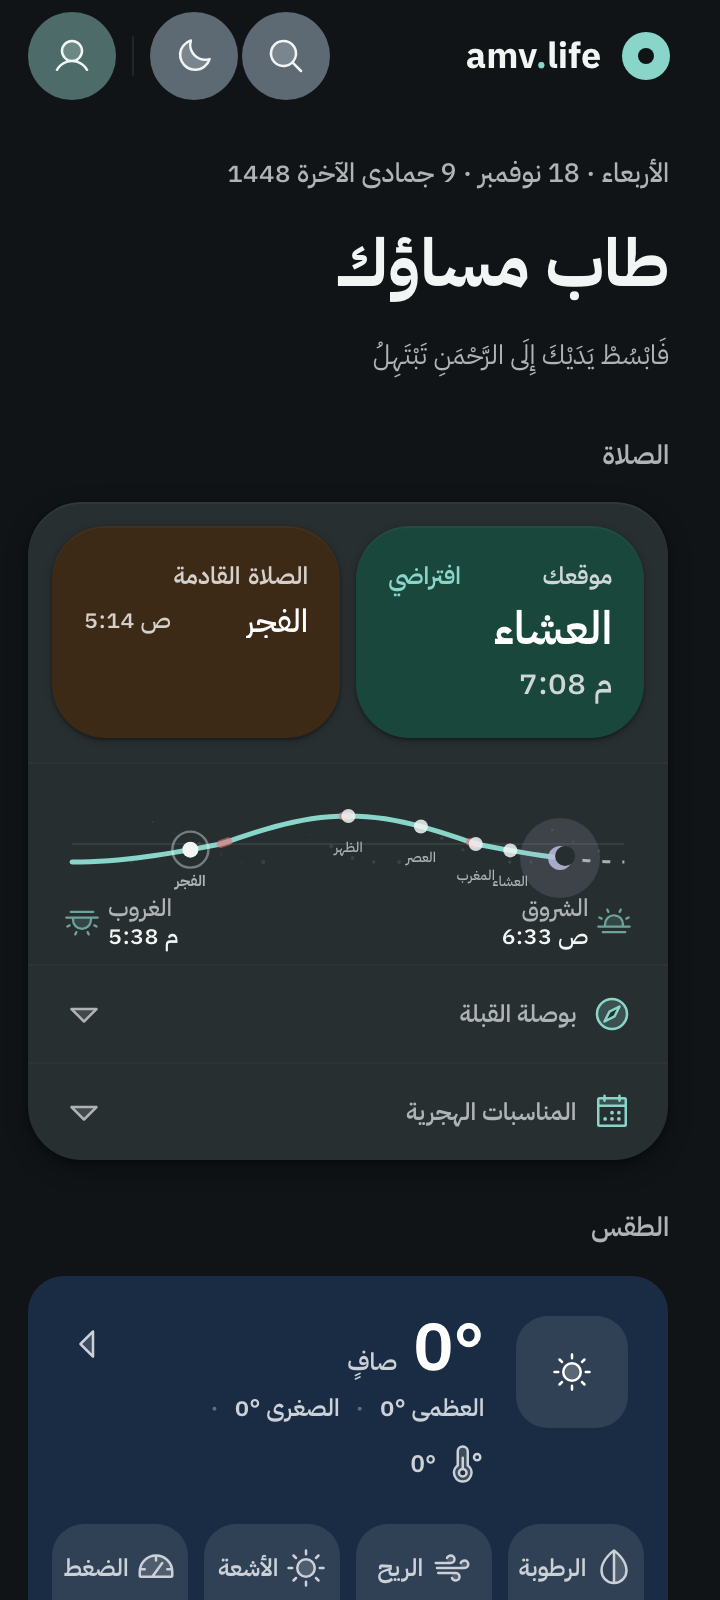 amv.life
الأربعاء · 18 نوفمبر · 9 جمادى الآخرة 1448
طاب مساؤك
فَابْسُطْ يَدَيْكَ إِلَى الرَّحْمَنِ تَبْتَهِلُ
الصلاة
موقعك افتراضي
العشاء
7:08 م
الصلاة القادمة
الفجر 5:14 ص
الفجر
الظهر
العصر
المغرب
العشاء
الشروق
6:33 ص
الغروب
5:38 م
بوصلة القبلة
المناسبات الهجرية
الطقس
0° صافٍ
العظمى 0° · الصغرى 0° ·
0°
الرطوبة
الريح
الأشعة
الضغط